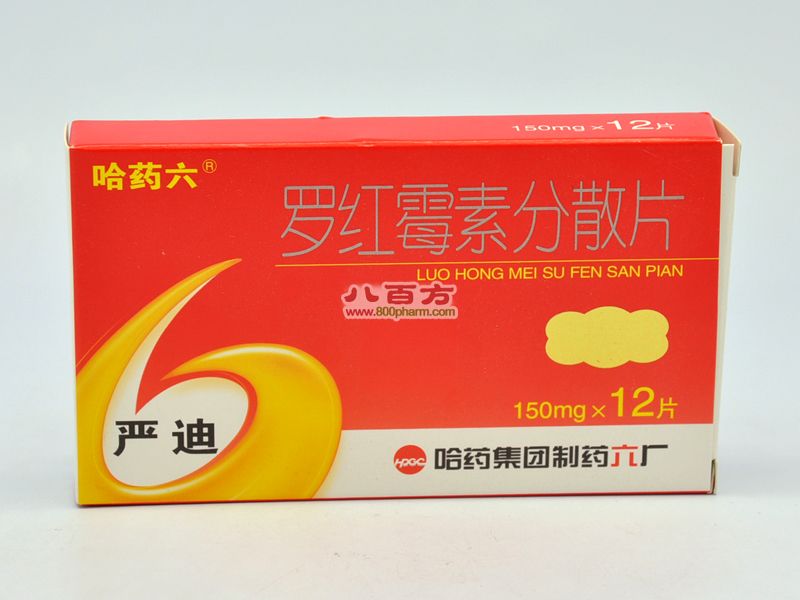 150mg×12片
哈药六®
罗红霉素分散片
LUO HONG MEI SU FEN SAN PIAN
八百方
www.800pharm.com
150mg×12片
严迪
HPGC 哈药集团制药六厂